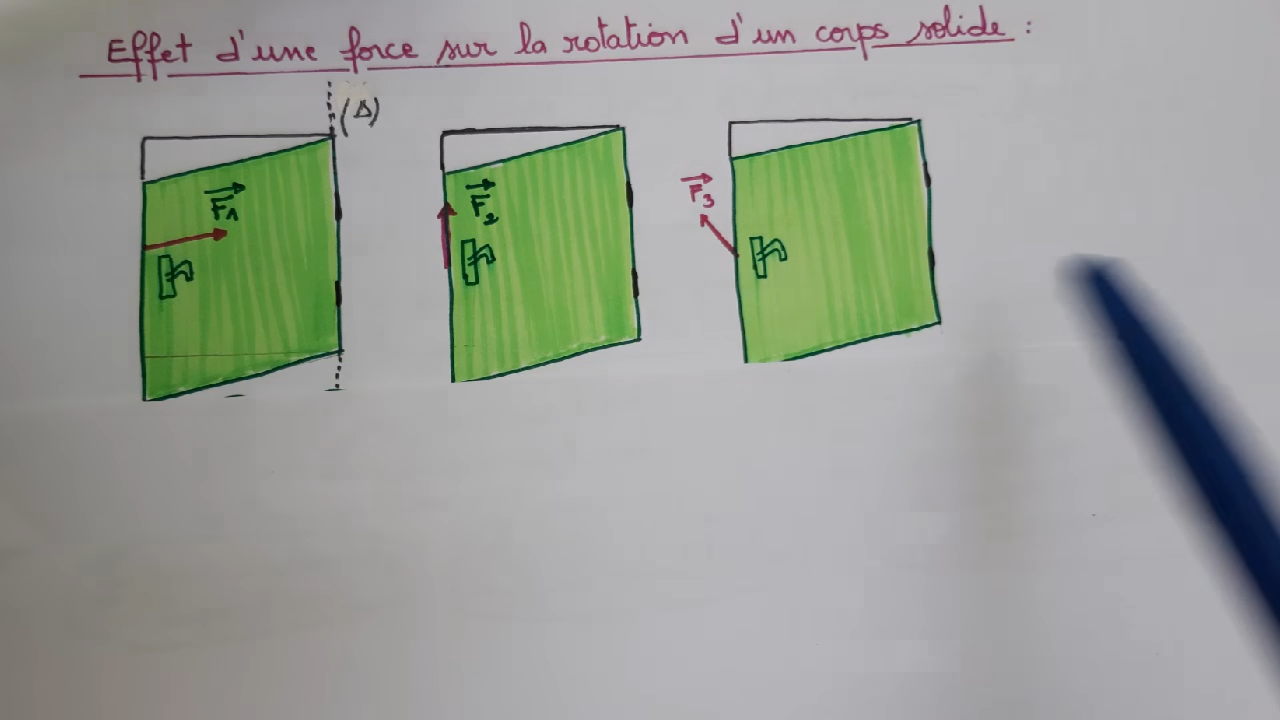 Effet d'une force sur la rotation d'un corps solide :
(Δ)
F₁
F₂
F₃